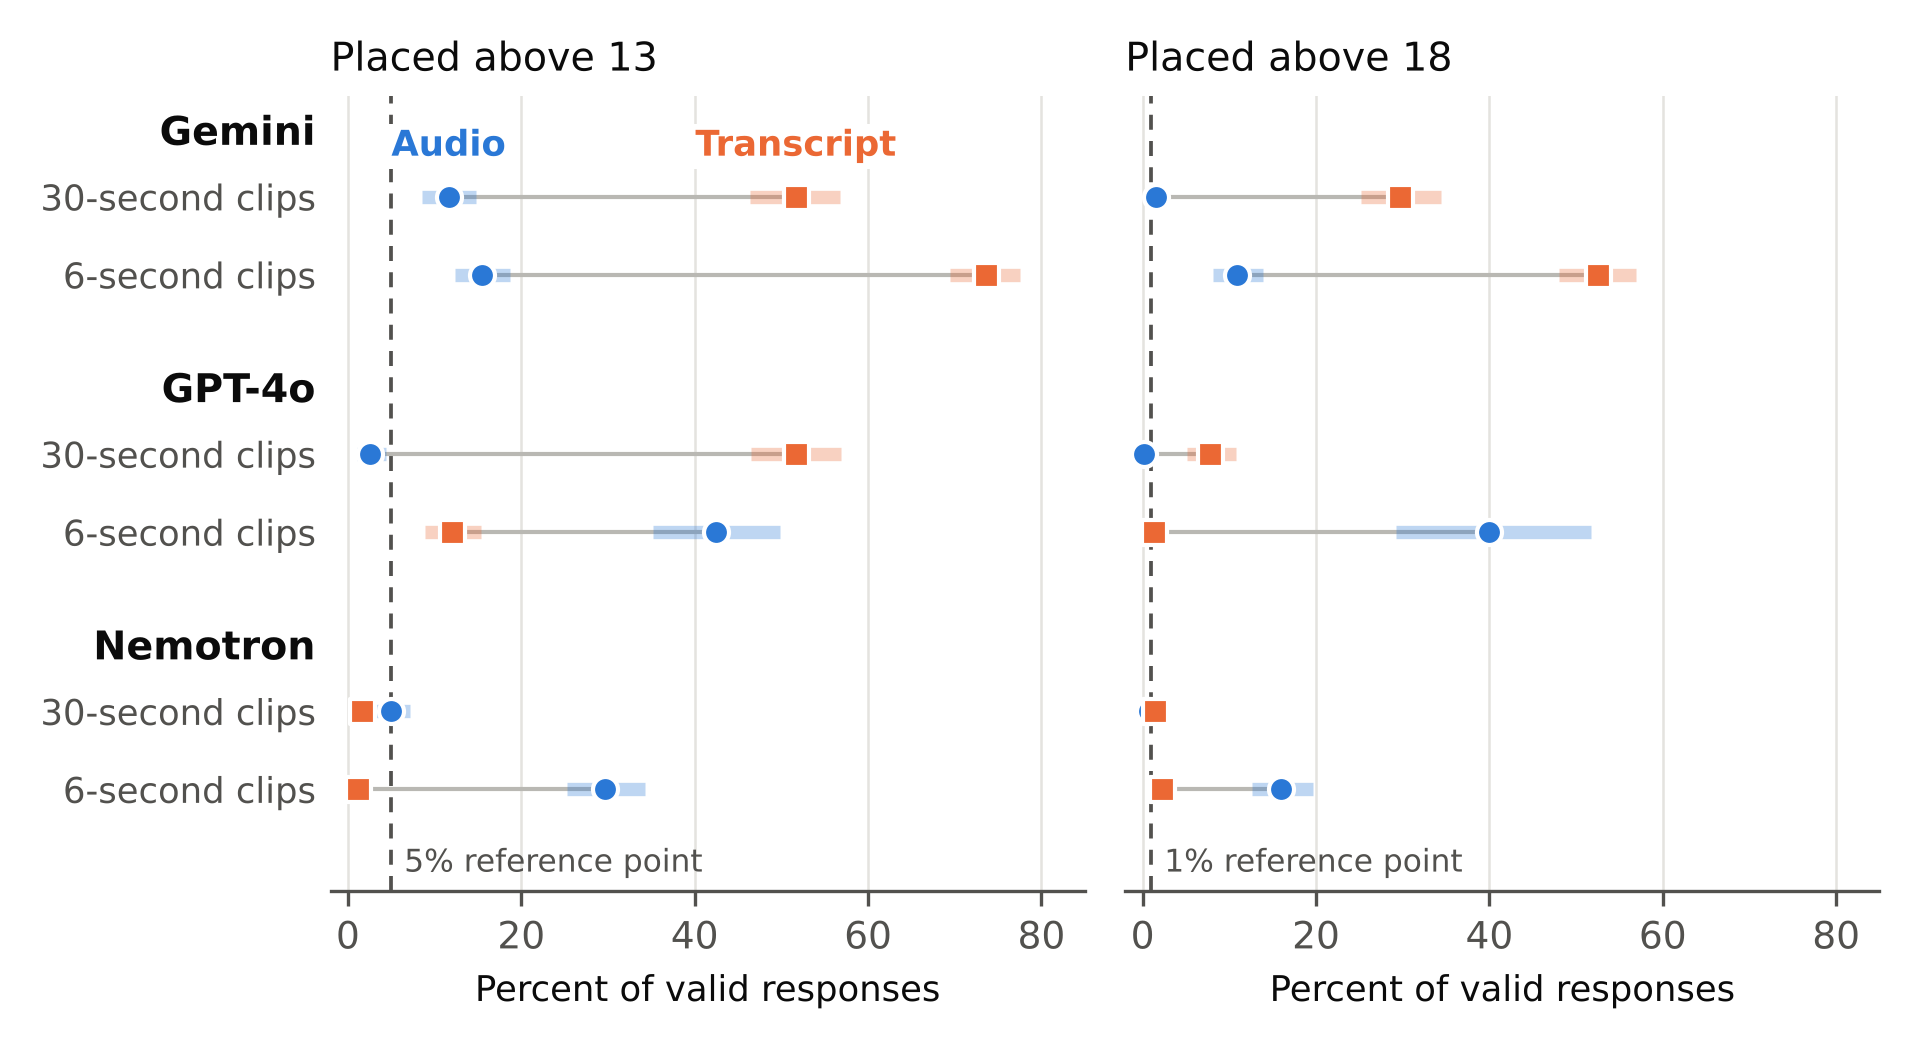 Placed above 13
Placed above 18
Gemini
Audio
Transcript
30-second clips
6-second clips
GPT-4o
30-second clips
6-second clips
Nemotron
30-second clips
6-second clips
5% reference point
1% reference point
0 20 40 60 80
0 20 40 60 80
Percent of valid responses
Percent of valid responses